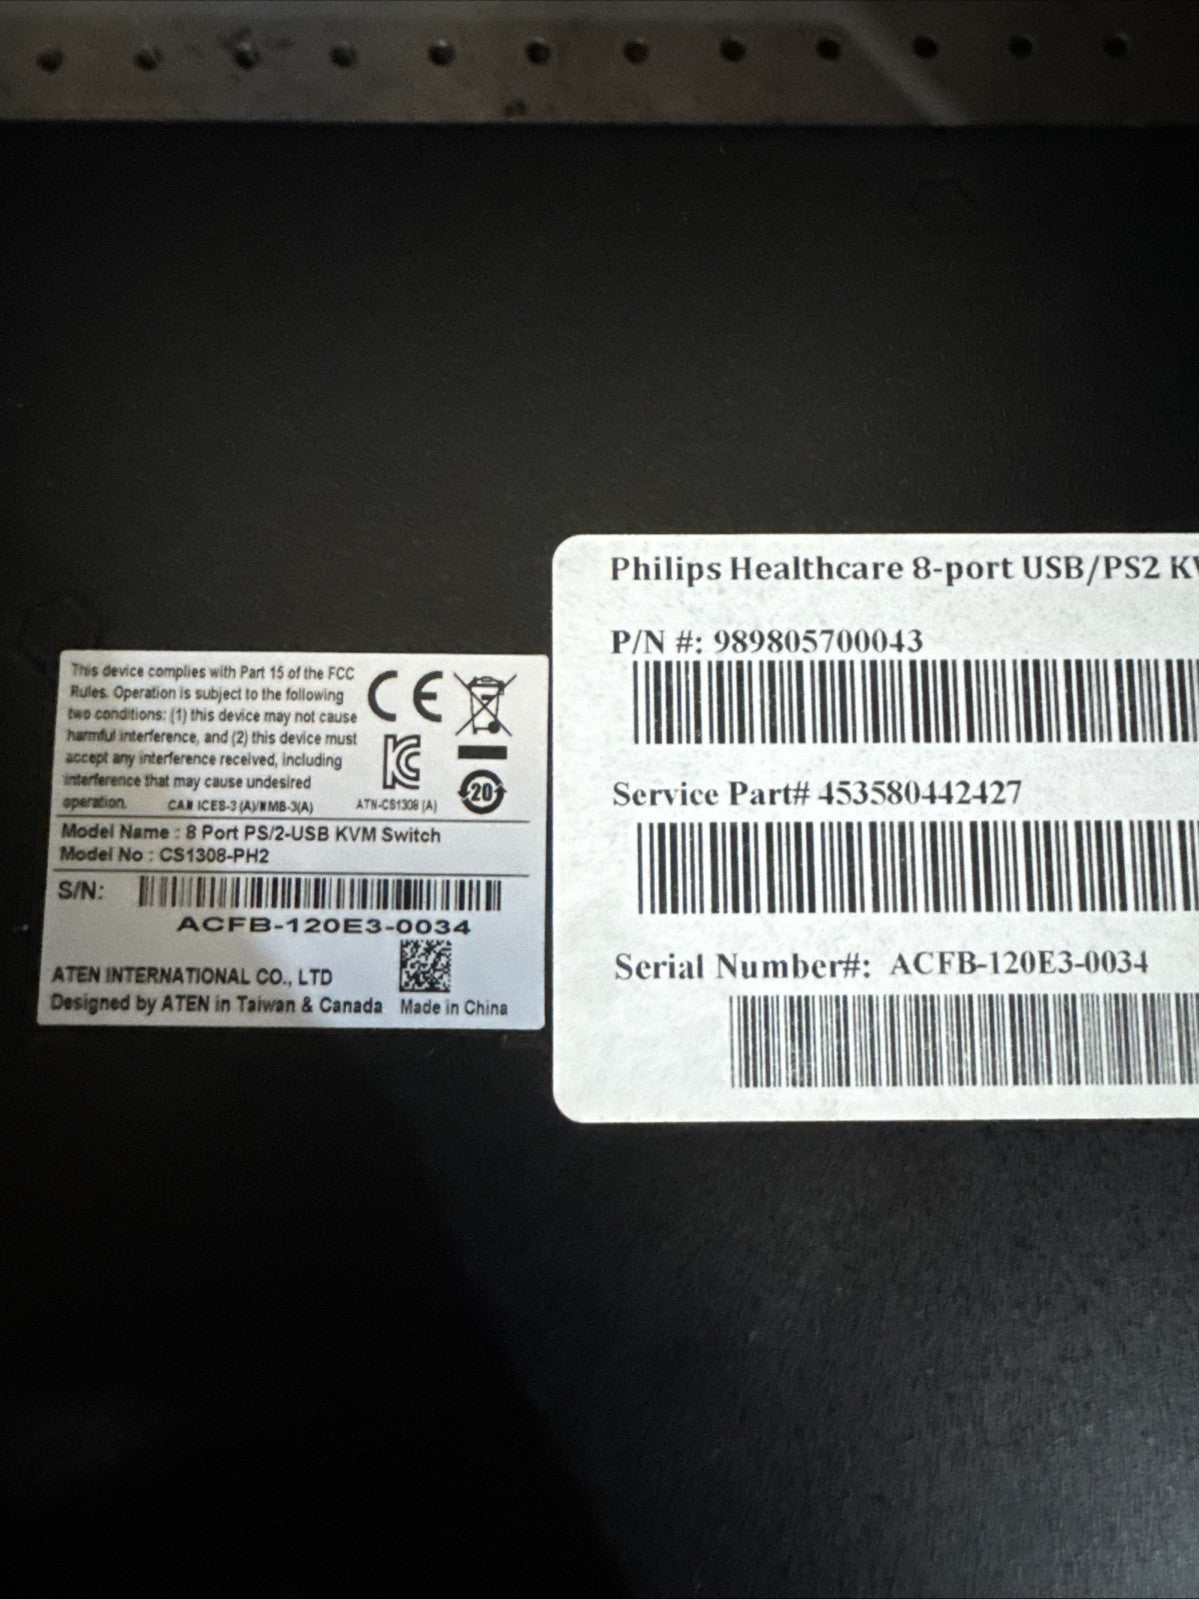 This device complies with Part 15 of the FCC
Rules. Operation is subject to the following
two conditions: (1) this device may not cause
harmful interference, and (2) this device must
accept any interference received, including
interference that may cause undesired
operation. CAN ICES-3 (A)/NMB-3(A)
CE
20
ATN-CS1308 (A)
Model Name : 8 Port PS/2-USB KVM Switch
Model No : CS1308-PH2
S/N:
ACFB-120E3-0034
ATEN INTERNATIONAL CO., LTD
Designed by ATEN in Taiwan & Canada Made in China
Philips Healthcare 8-port USB/PS2 KV
P/N #: 989805700043
Service Part# 453580442427
Serial Number#: ACFB-120E3-0034